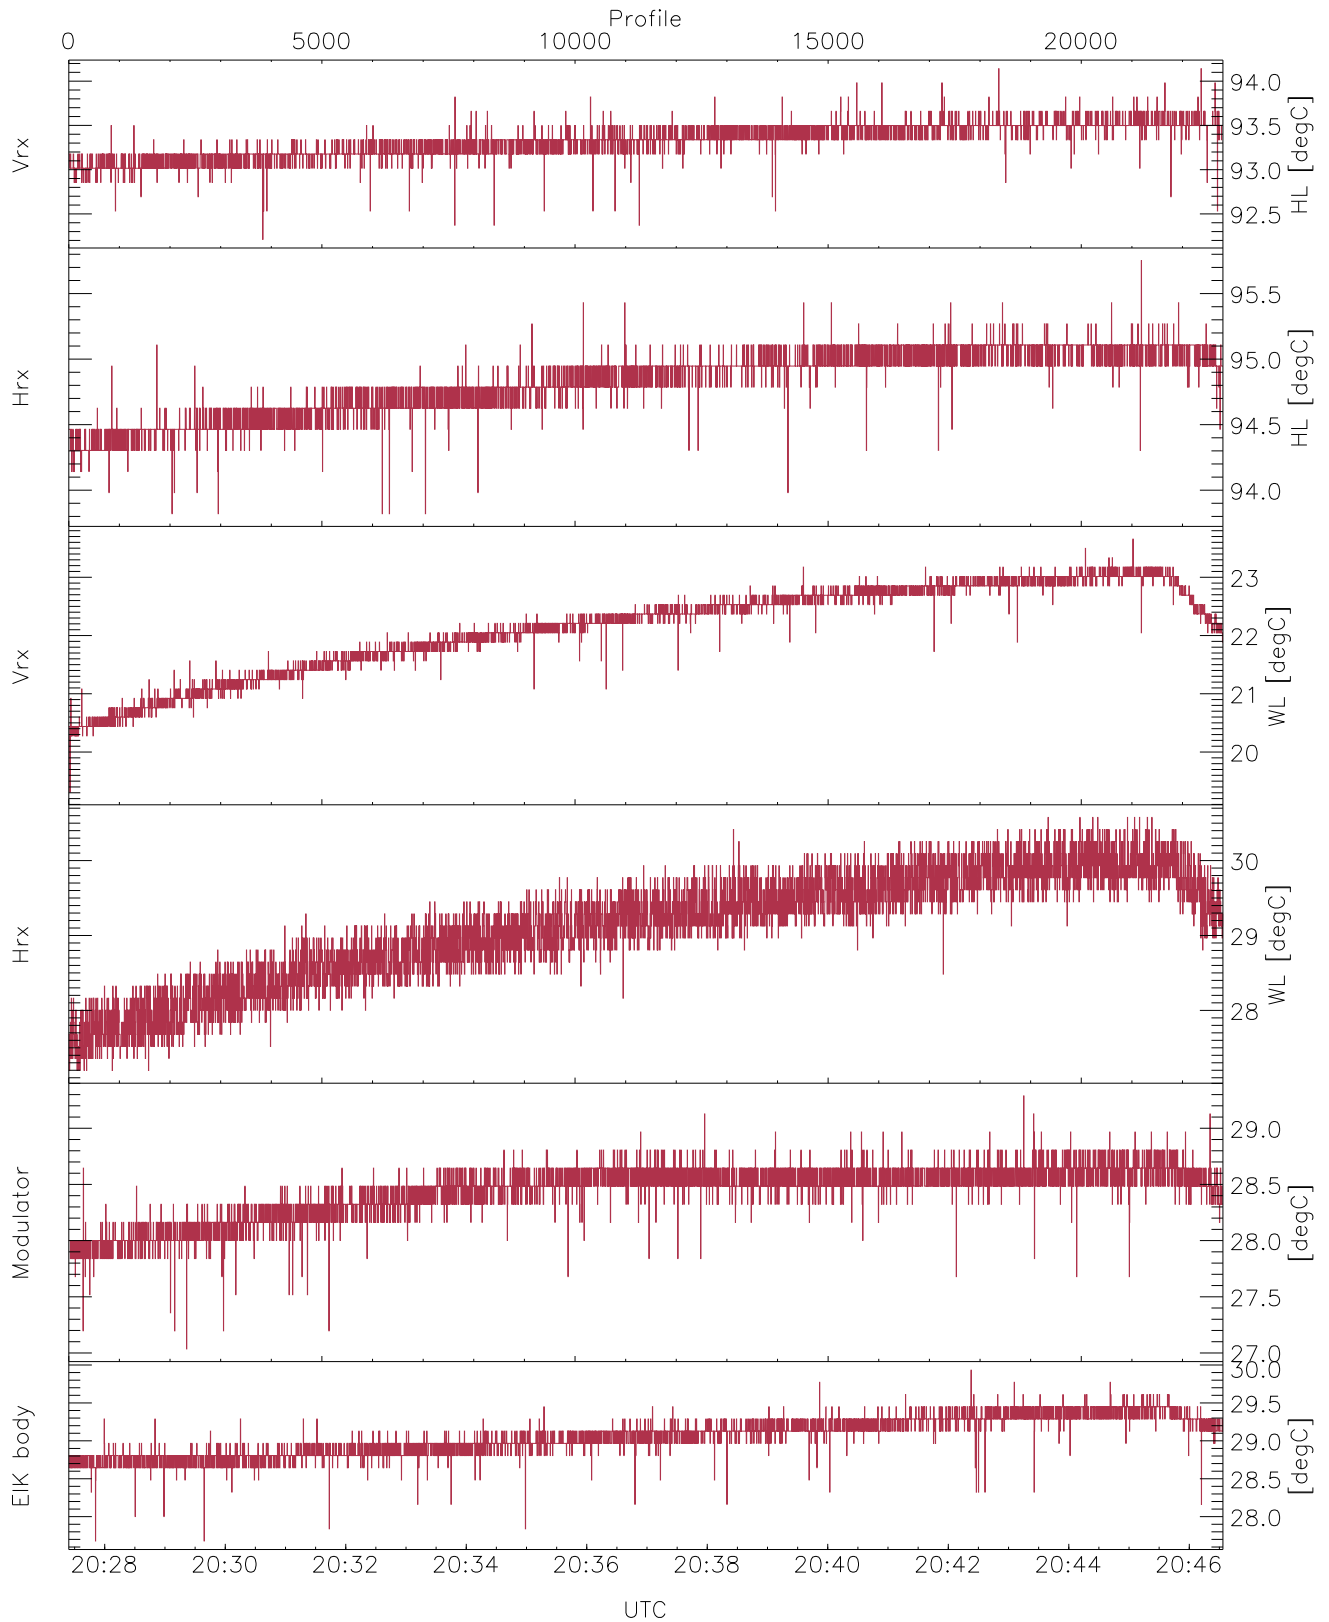 Profile
0 5000 10000 15000 20000
Vrx
94.0
93.5
93.0
92.5
HL [degC]
Hrx
95.5
95.0
94.5
94.0
HL [degC]
Vrx
23
22
21
20
WL [degC]
Hrx
30
29
28
WL [degC]
Modulator
29.0
28.5
28.0
27.5
27.0
[degC]
EIK body
30.0
29.5
29.0
28.5
28.0
[degC]
20:28 20:30 20:32 20:34 20:36 20:38 20:40 20:42 20:44 20:46
UTC